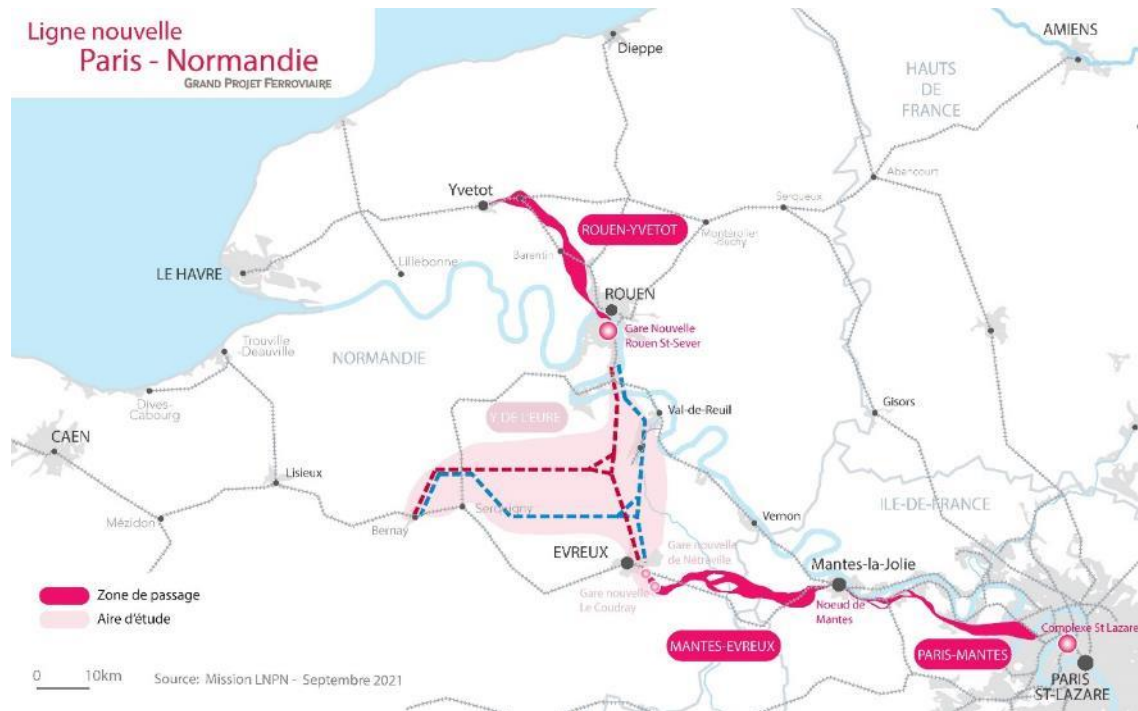 Ligne nouvelle
Paris - Normandie
GRAND PROJET FERROVIAIRE
Dieppe
AMIENS
HAUTS
DE
FRANCE
Abancourt
Yvetot
Serqueux
ROUEN-YVETOT
Montérollier
-Buchy
Barentin
Lillebonne
LE HAVRE
ROUEN
Gare Nouvelle
Rouen St-Sever
Trouville
-Deauville
NORMANDIE
Dives-
Cabourg
Y DE L'EURE
Val-de-Reuil
Gisors
CAEN
Lisieux
ILE-DE-FRANCE
Mézidon
Bernay
Serquigny
Vernon
EVREUX
Gare nouvelle
de Nétreville
Mantes-la-Jolie
Gare nouvelle
Le Coudray
Noeud de
Mantes
Zone de passage
Aire d'étude
Complexe St Lazare
MANTES-EVREUX
PARIS-MANTES
PARIS
ST-LAZARE
0 10km
Source: Mission LNPN - Septembre 2021